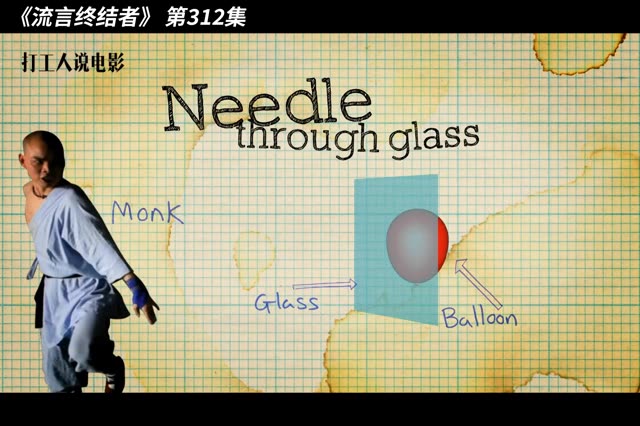 《流言终结者》 第312集
打工人说电影
Needle
through glass
Monk
Glass
Balloon